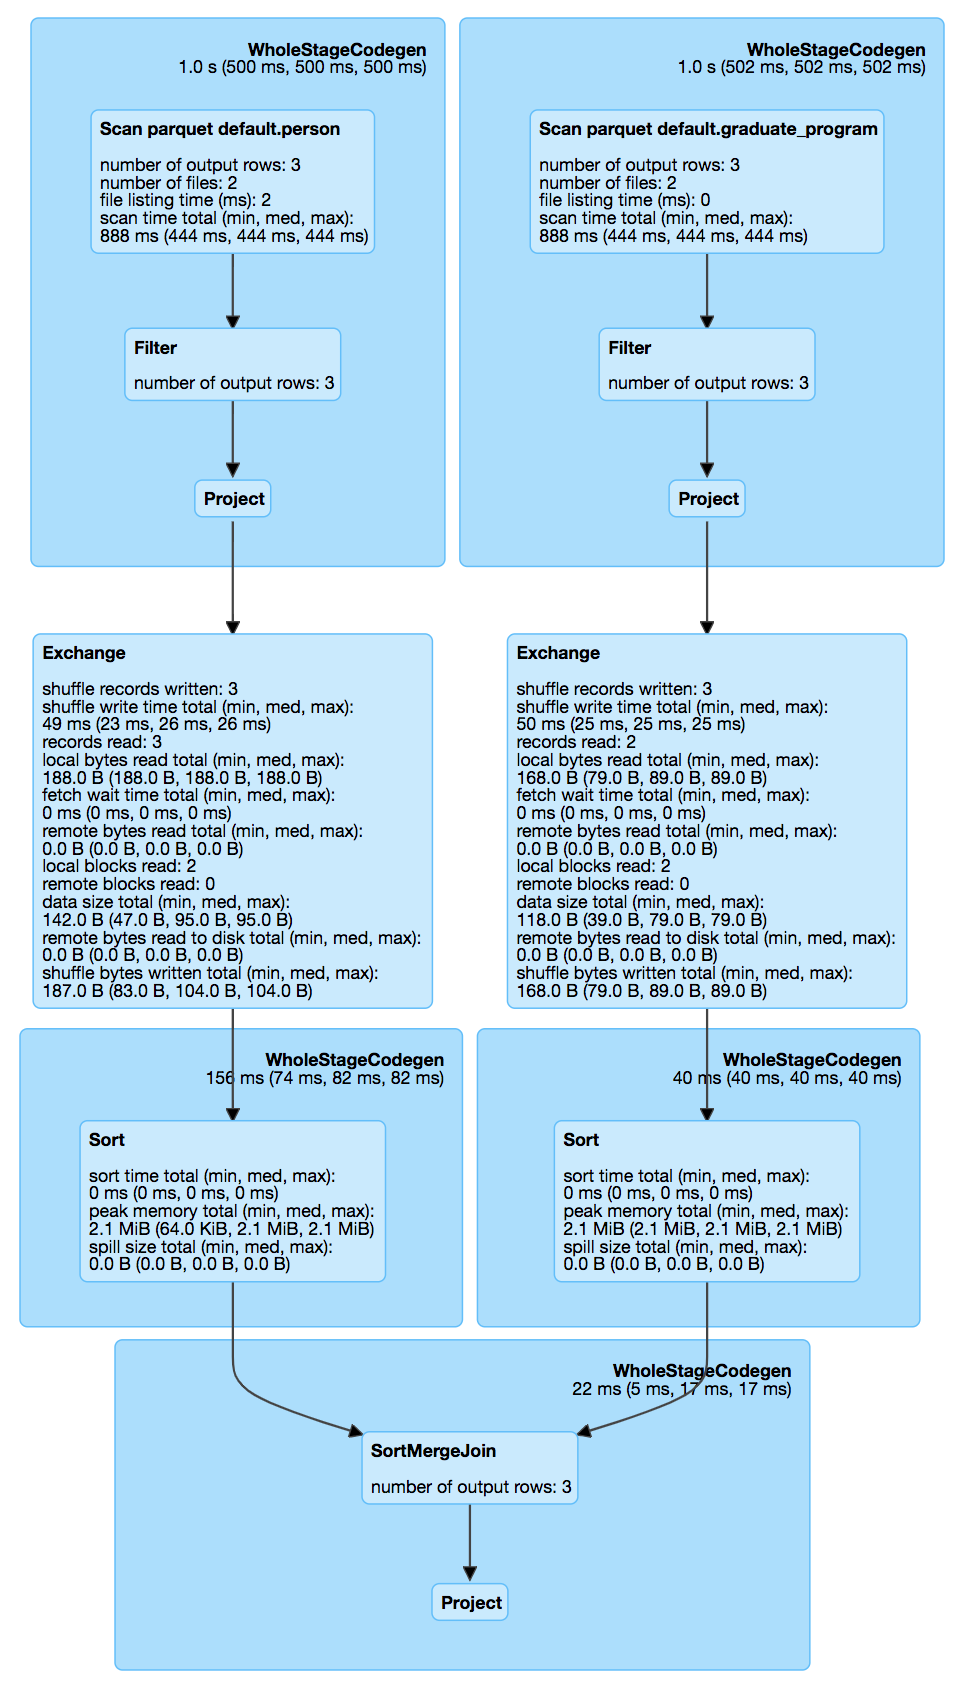 WholeStageCodegen
1.0 s (500 ms, 500 ms, 500 ms)
Scan parquet default.person
number of output rows: 3
number of files: 2
file listing time (ms): 2
scan time total (min, med, max):
888 ms (444 ms, 444 ms, 444 ms)
Filter
number of output rows: 3
Project
WholeStageCodegen
1.0 s (502 ms, 502 ms, 502 ms)
Scan parquet default.graduate_program
number of output rows: 3
number of files: 2
file listing time (ms): 0
scan time total (min, med, max):
888 ms (444 ms, 444 ms, 444 ms)
Filter
number of output rows: 3
Project
Exchange
shuffle records written: 3
shuffle write time total (min, med, max):
49 ms (23 ms, 26 ms, 26 ms)
records read: 3
local bytes read total (min, med, max):
188.0 B (188.0 B, 188.0 B, 188.0 B)
fetch wait time total (min, med, max):
0 ms (0 ms, 0 ms, 0 ms)
remote bytes read total (min, med, max):
0.0 B (0.0 B, 0.0 B, 0.0 B)
local blocks read: 2
remote blocks read: 0
data size total (min, med, max):
142.0 B (47.0 B, 95.0 B, 95.0 B)
remote bytes read to disk total (min, med, max):
0.0 B (0.0 B, 0.0 B, 0.0 B)
shuffle bytes written total (min, med, max):
187.0 B (83.0 B, 104.0 B, 104.0 B)
Exchange
shuffle records written: 3
shuffle write time total (min, med, max):
50 ms (25 ms, 25 ms, 25 ms)
records read: 2
local bytes read total (min, med, max):
168.0 B (79.0 B, 89.0 B, 89.0 B)
fetch wait time total (min, med, max):
0 ms (0 ms, 0 ms, 0 ms)
remote bytes read total (min, med, max):
0.0 B (0.0 B, 0.0 B, 0.0 B)
local blocks read: 2
remote blocks read: 0
data size total (min, med, max):
118.0 B (39.0 B, 79.0 B, 79.0 B)
remote bytes read to disk total (min, med, max):
0.0 B (0.0 B, 0.0 B, 0.0 B)
shuffle bytes written total (min, med, max):
168.0 B (79.0 B, 89.0 B, 89.0 B)
WholeStageCodegen
156 ms (74 ms, 82 ms, 82 ms)
Sort
sort time total (min, med, max):
0 ms (0 ms, 0 ms, 0 ms)
peak memory total (min, med, max):
2.1 MiB (64.0 KiB, 2.1 MiB, 2.1 MiB)
spill size total (min, med, max):
0.0 B (0.0 B, 0.0 B, 0.0 B)
WholeStageCodegen
40 ms (40 ms, 40 ms, 40 ms)
Sort
sort time total (min, med, max):
0 ms (0 ms, 0 ms, 0 ms)
peak memory total (min, med, max):
2.1 MiB (2.1 MiB, 2.1 MiB, 2.1 MiB)
spill size total (min, med, max):
0.0 B (0.0 B, 0.0 B, 0.0 B)
WholeStageCodegen
22 ms (5 ms, 17 ms, 17 ms)
SortMergeJoin
number of output rows: 3
Project